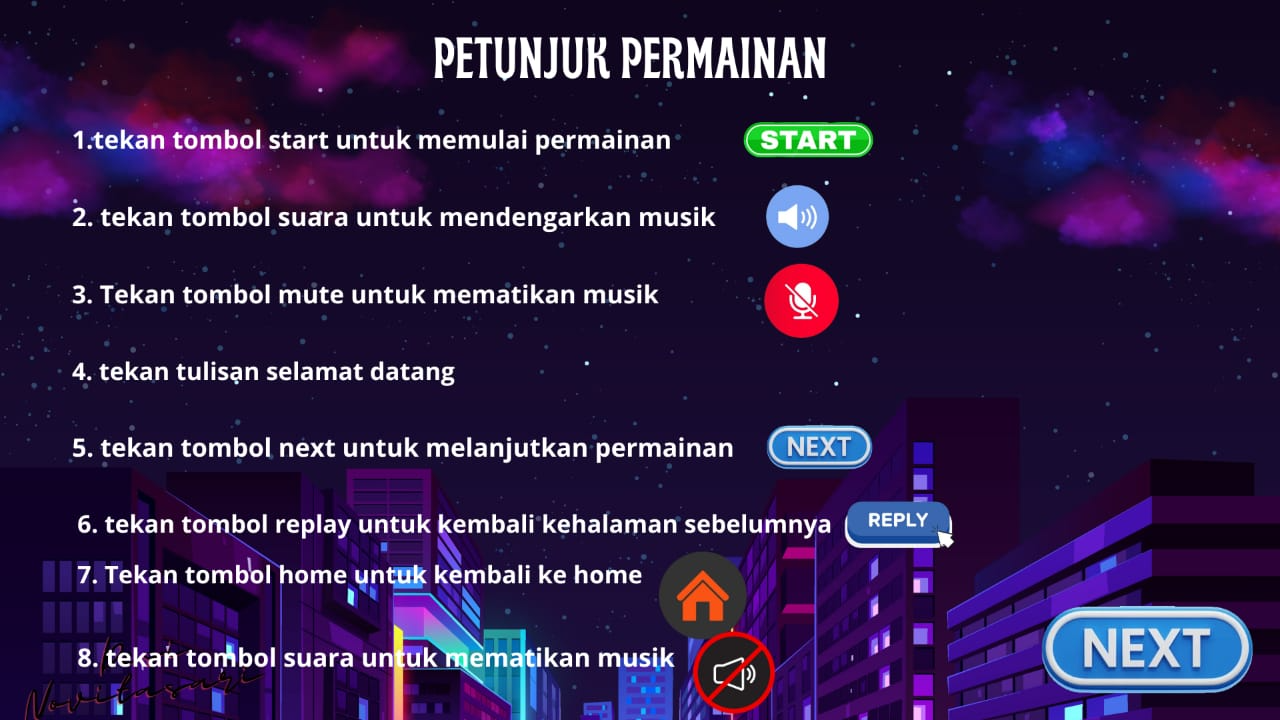 PETUNJUK PERMAINAN
1.tekan tombol start untuk memulai permainan START
2. tekan tombol suara untuk mendengarkan musik
3. Tekan tombol mute untuk mematikan musik
4. tekan tulisan selamat datang
5. tekan tombol next untuk melanjutkan permainan NEXT
6. tekan tombol replay untuk kembali kehalaman sebelumnya REPLY
7. Tekan tombol home untuk kembali ke home
8. tekan tombol suara untuk mematikan musik
NEXT
Novitasari